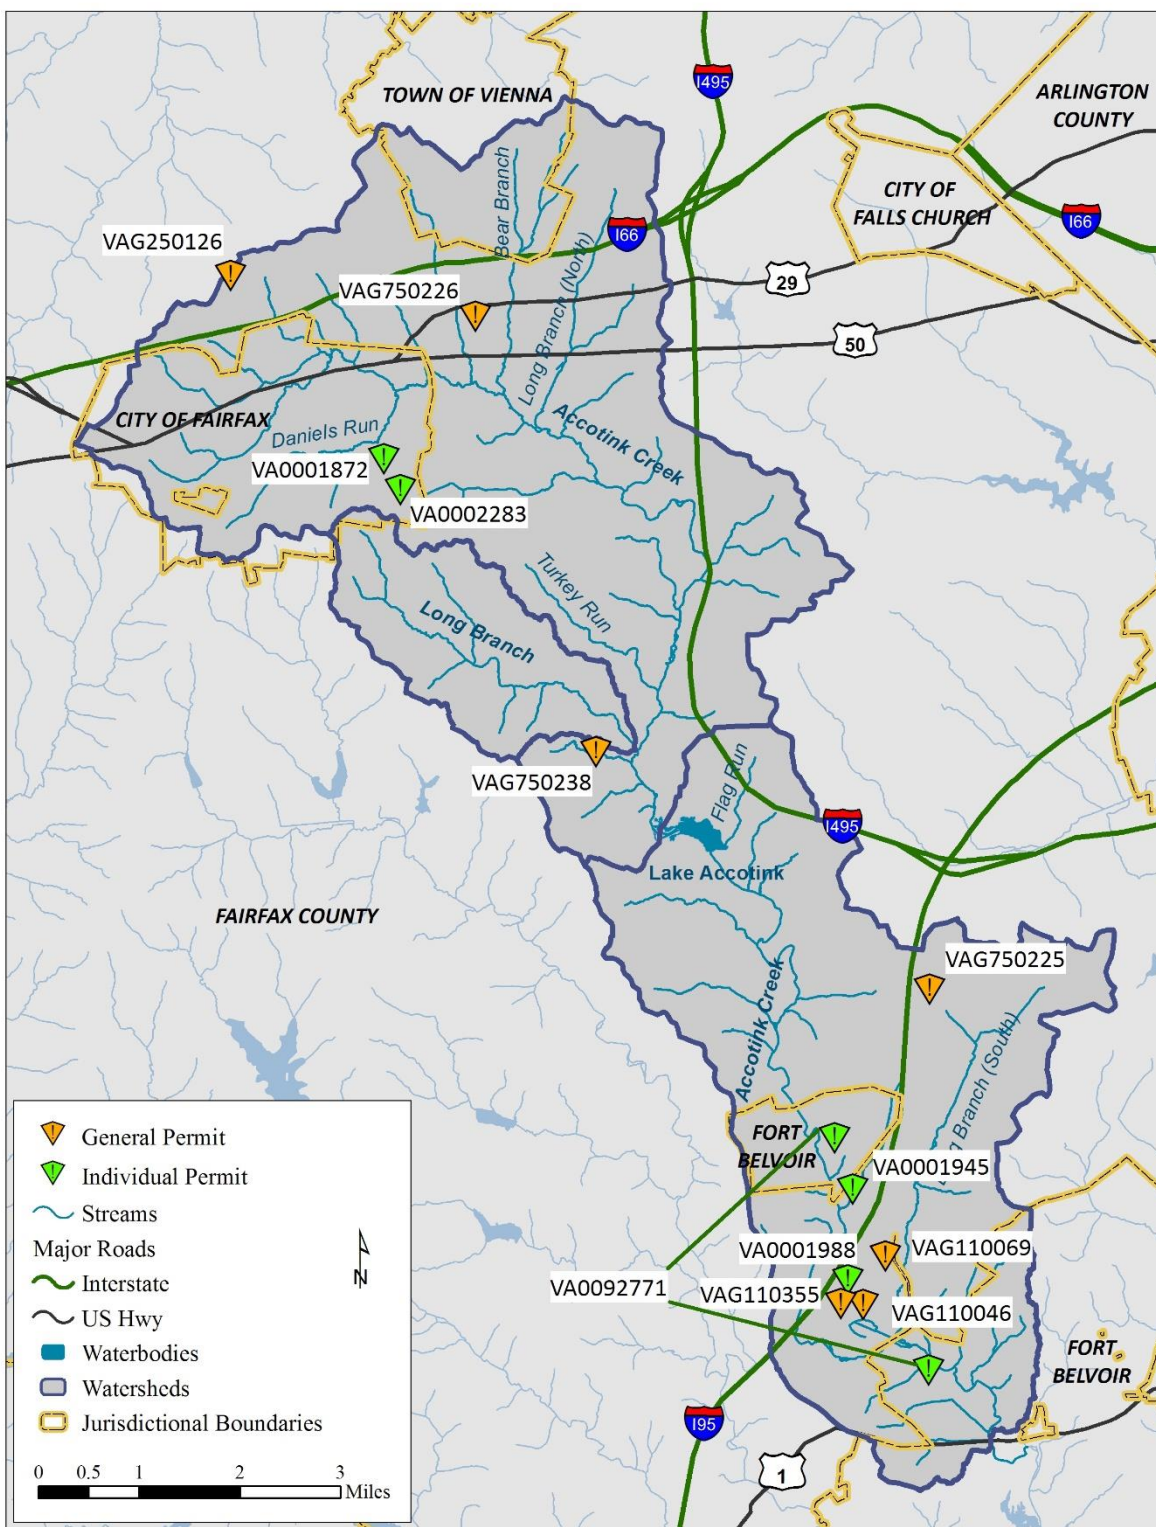 I495
TOWN OF VIENNA
ARLINGTON
COUNTY
CITY OF
FALLS CHURCH
Bear Branch
I66
I66
VAG250126
Long Branch (North)
VAG750226
29
50
CITY OF FAIRFAX
Daniels Run
Accotink Creek
VA0001872
VA0002283
Turkey Run
Long Branch
VAG750238
Flag Run
I495
Lake Accotink
FAIRFAX COUNTY
VAG750225
Accotink Creek
Branch (South)
FORT
BELVOIR
VA0001945
VA0001988
VAG110069
VA0092771
VAG110355
VAG110046
FORT
BELVOIR
I95
1
General Permit
Individual Permit
Streams
Major Roads
Interstate
US Hwy
Waterbodies
Watersheds
Jurisdictional Boundaries
N
0 0.5 1 2 3
Miles